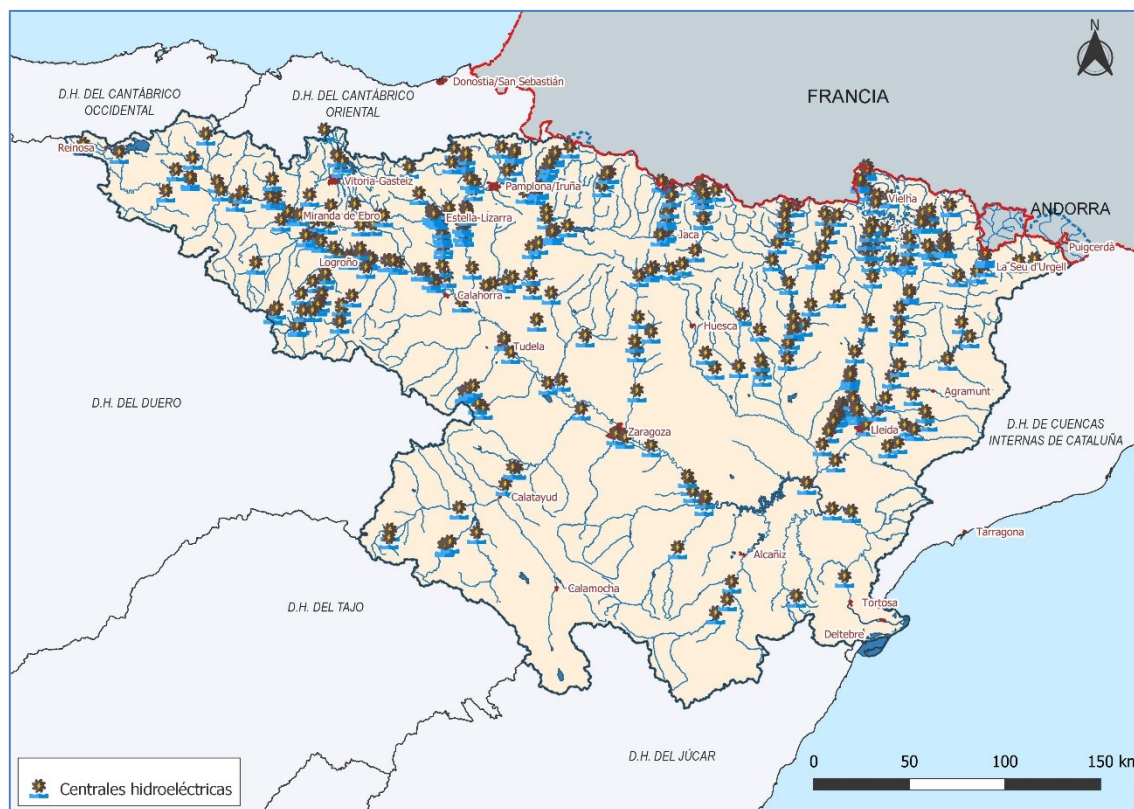 N
Donostia/San Sebastián
D.H. DEL CANTÁBRICO
OCCIDENTAL
D.H. DEL CANTÁBRICO
ORIENTAL
FRANCIA
Reinosa
Vitoria-Gasteiz
Pamplona/Iruña
Vielha
ANDORRA
Miranda de Ebro
Estella-Lizarra
Jaca
Puigcerdà
La Seu d'Urgell
Logroño
Calahorra
Huesca
Tudela
Agramunt
D.H. DEL DUERO
Zaragoza
Lleida
D.H. DE CUENCAS
INTERNAS DE CATALUÑA
Calatayud
Tarragona
Alcañiz
Calamocha
D.H. DEL TAJO
Tortosa
Deltebre
D.H. DEL JÚCAR
0 50 100 150 km
Centrales hidroeléctricas